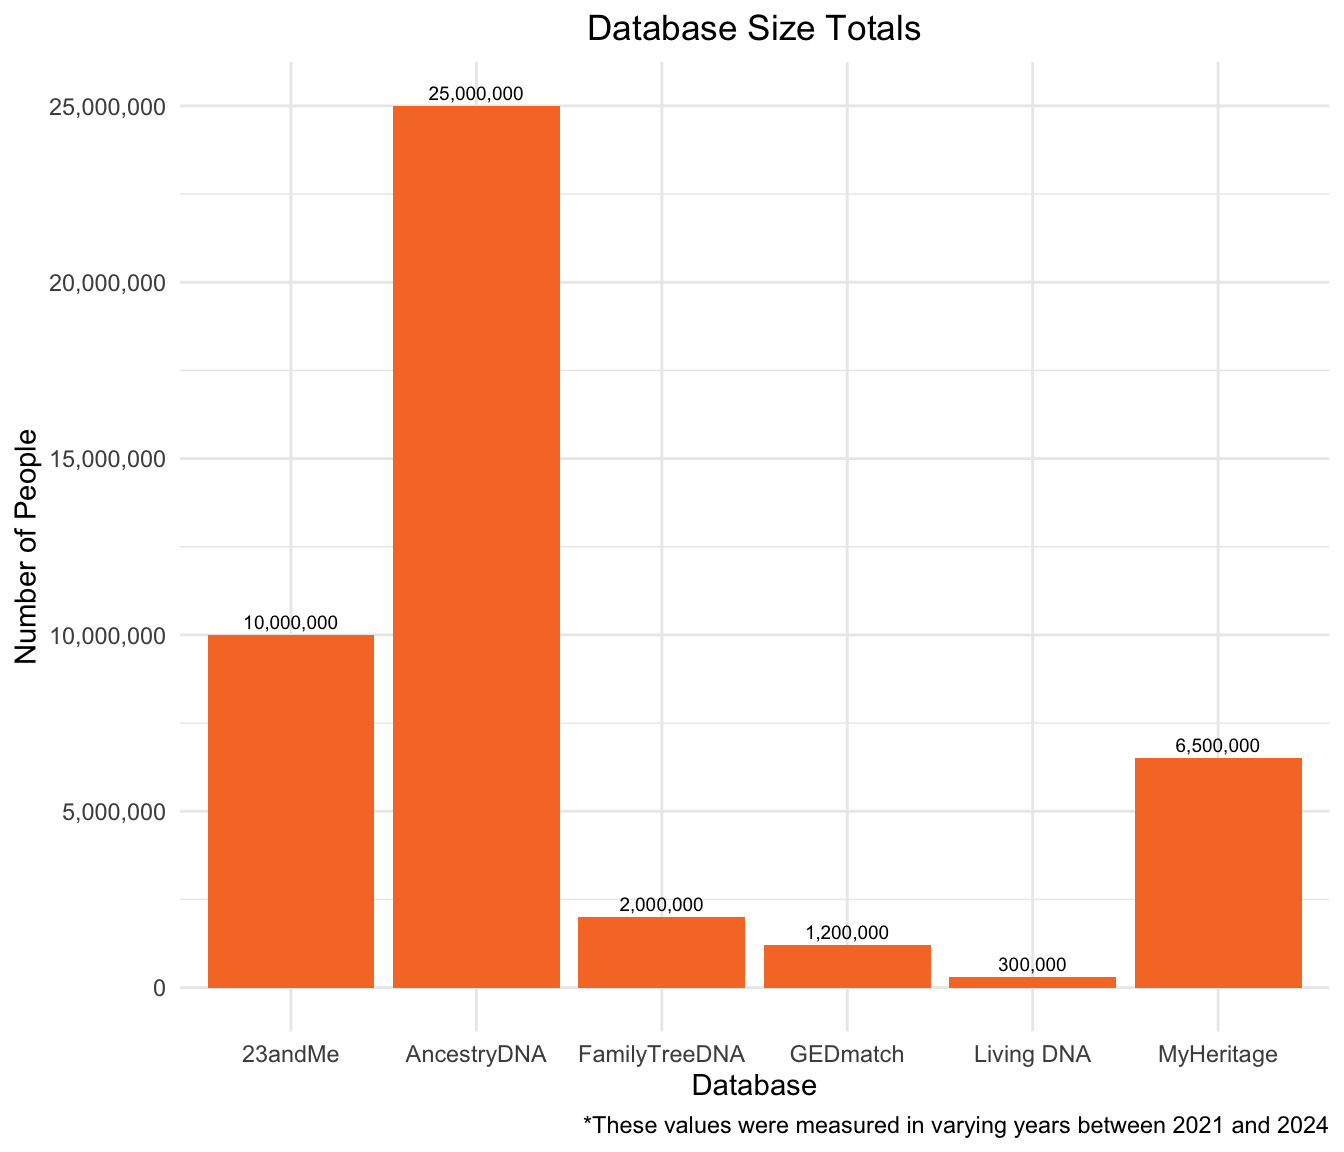 Database Size Totals
25,000,000
25,000,000
20,000,000
15,000,000
10,000,000
10,000,000
6,500,000
5,000,000
2,000,000
1,200,000
300,000
0
Number of People
23andMe AncestryDNA FamilyTreeDNA GEDmatch Living DNA MyHeritage
Database
*These values were measured in varying years between 2021 and 2024